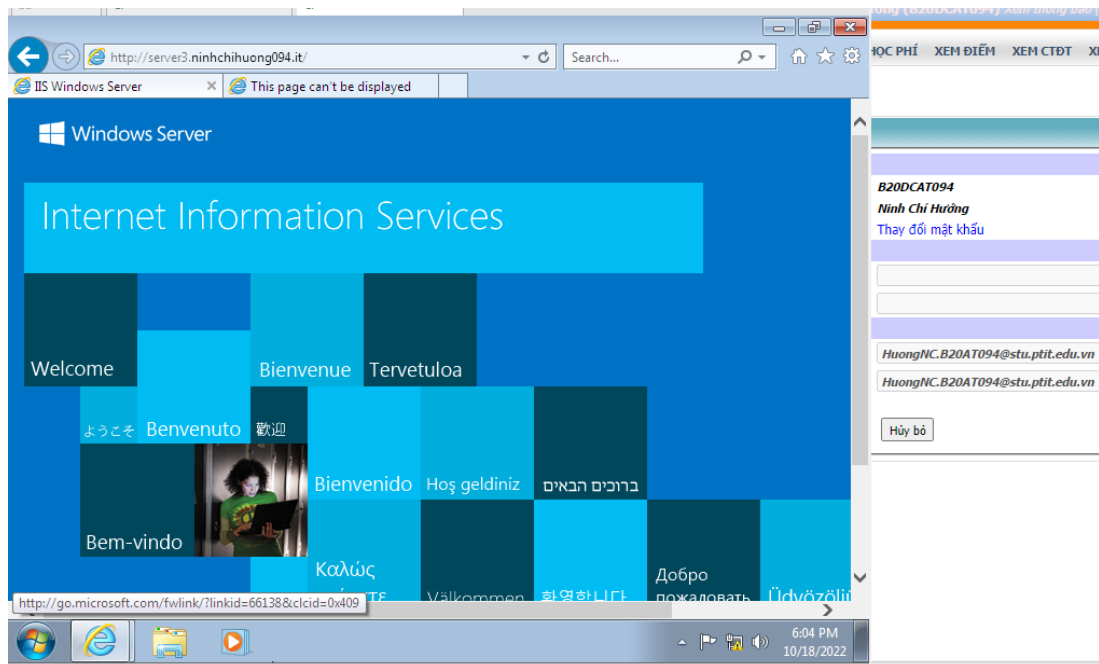 http://server3.ninhchihuong094.it/
Search...
IIS Windows Server
This page can't be displayed
Windows Server
Internet Information Services
Welcome
Bienvenue
Tervetuloa
ようこそ
Benvenuto
歡迎
Bienvenido
Hoş geldiniz
ברוכים הבאים
Bem-vindo
Καλώς
Välkommen
환영합니다
Добро
пожаловать
Üdvözöljü
http://go.microsoft.com/fwlink/?linkid=66138&clcid=0x409
6:04 PM
10/18/2022
HỌC PHÍ XEM ĐIỂM XEM CTĐT
B20DCAT094
Ninh Chí Hướng
Thay đổi mật khẩu
HuongNC.B20AT094@stu.ptit.edu.vn
HuongNC.B20AT094@stu.ptit.edu.vn
Hủy bỏ